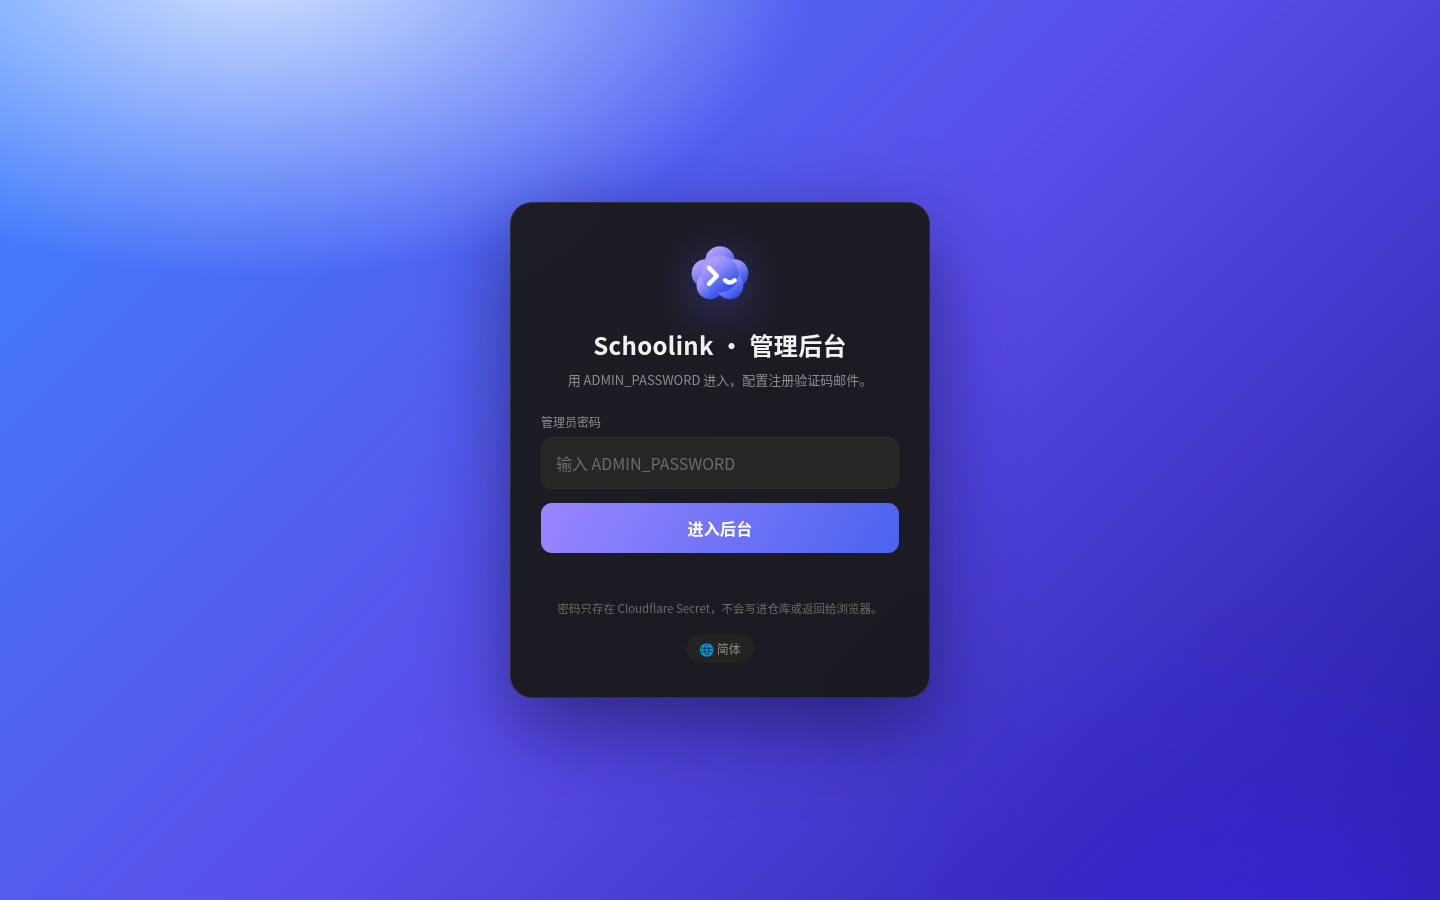 Schoolink · 管理后台
用 ADMIN_PASSWORD 进入，配置注册验证码邮件。
管理员密码
输入 ADMIN_PASSWORD
进入后台
密码只存在 Cloudflare Secret，不会写进仓库或返回给浏览器。
🌐 简体